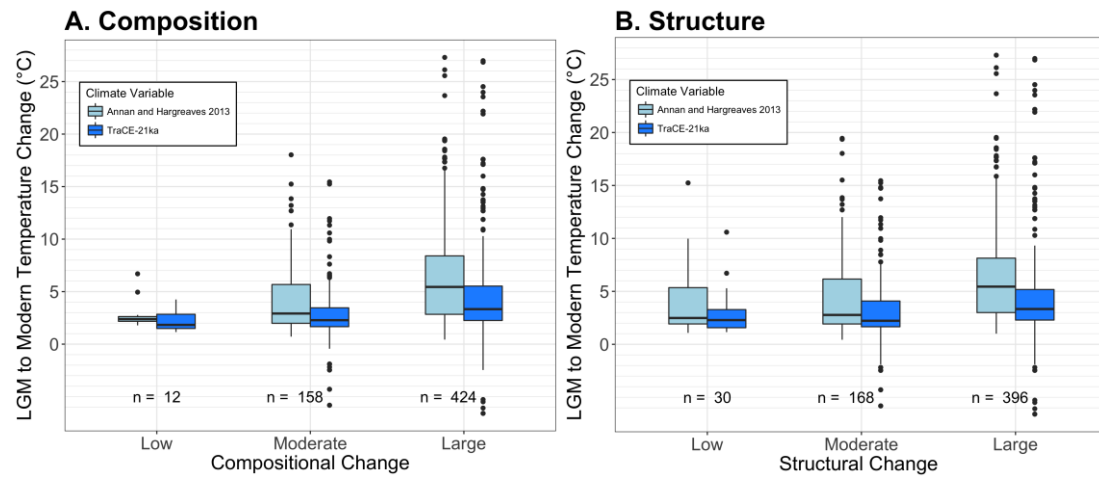 A. Composition
LGM to Modern Temperature Change (°C)
25
20
15
10
5
0
Climate Variable
Annan and Hargreaves 2013
TraCE-21ka
n = 12
n = 158
n = 424
Low
Moderate
Large
Compositional Change
B. Structure
LGM to Modern Temperature Change (°C)
25
20
15
10
5
0
Climate Variable
Annan and Hargreaves 2013
TraCE-21ka
n = 30
n = 168
n = 396
Low
Moderate
Large
Structural Change